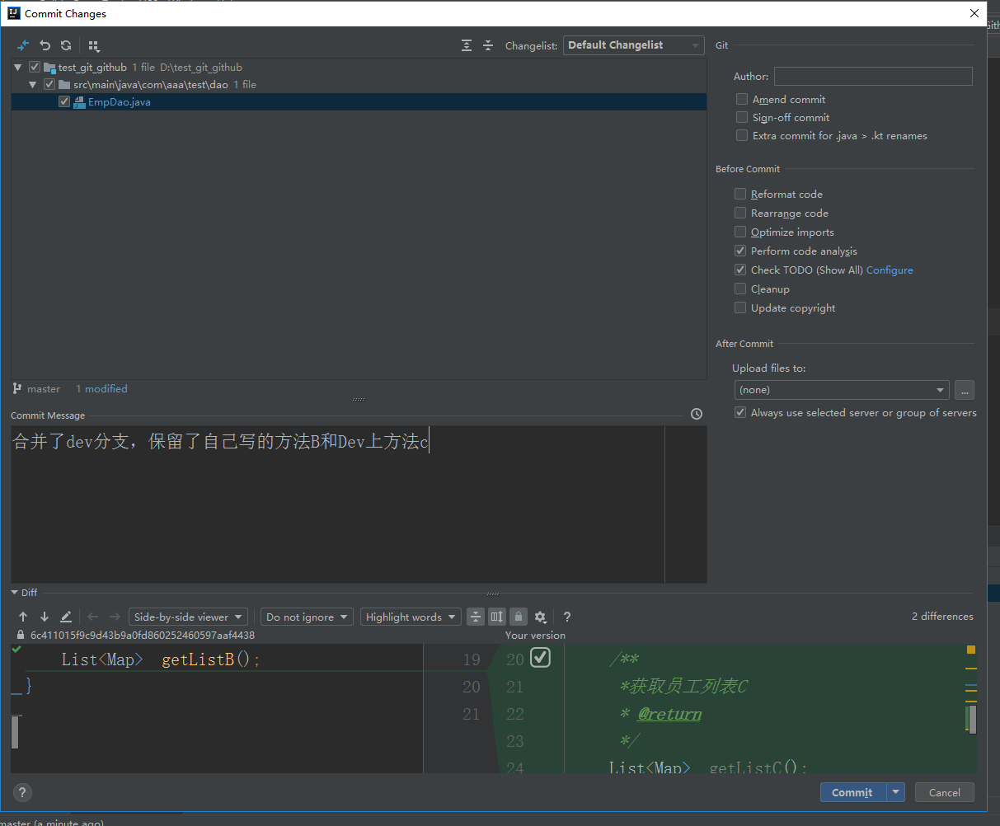 Commit Changes
Changelist: Default Changelist
test_git_github 1 file D:\test_git_github
src\main\java\com\aaa\test\dao 1 file
EmpDao.java
Git
Author:
Amend commit
Sign-off commit
Extra commit for .java > .kt renames
Before Commit
Reformat code
Rearrange code
Optimize imports
Perform code analysis
Check TODO (Show All) Configure
Cleanup
Update copyright
After Commit
Upload files to:
(none)
...
Always use selected server or group of servers
master 1 modified
Commit Message
合并了dev分支，保留了自己写的方法B和Dev上方法c
Diff
Side-by-side viewer Do not ignore Highlight words ? 2 differences
6c411015f9c9d43b9a0fd860252460597aaf4438 Your version
List<Map> getListB(); 19 20 /**
} 20 21 *获取员工列表C
21 22 * @return
23 */
24 List<Map> getListC();
? Commit Cancel
master (a minute ago)